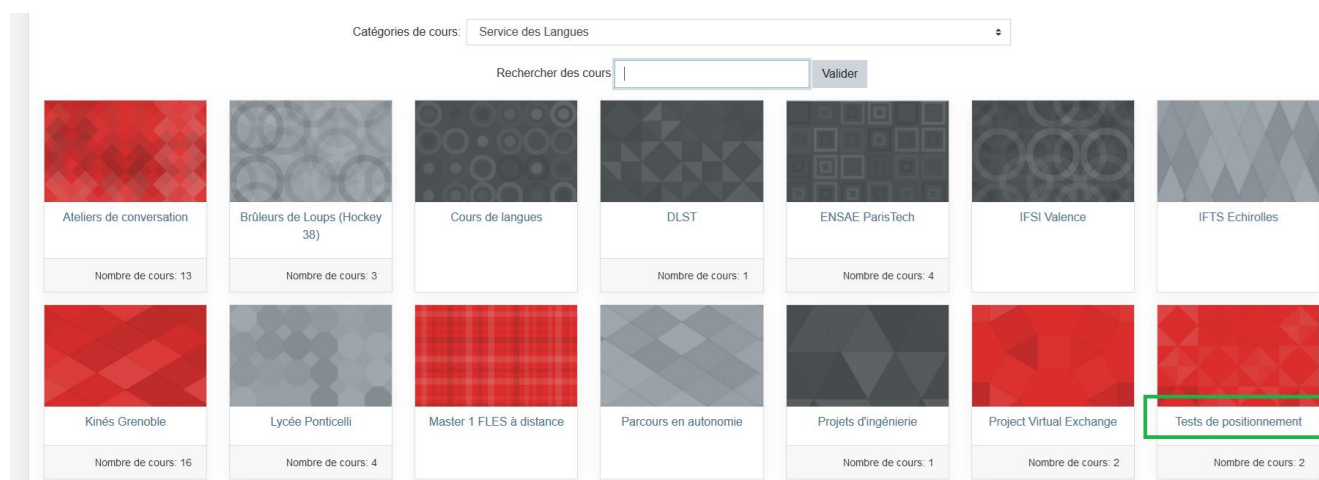 Catégories de cours: Service des Langues
Rechercher des cours Valider
Ateliers de conversation
Nombre de cours: 13
Brûleurs de Loups (Hockey
38)
Nombre de cours: 3
Cours de langues
DLST
Nombre de cours: 1
ENSAE ParisTech
Nombre de cours: 4
IFSI Valence
IFTS Echirolles
Kinés Grenoble
Nombre de cours: 16
Lycée Ponticelli
Nombre de cours: 4
Master 1 FLES à distance
Parcours en autonomie
Projets d'ingénierie
Nombre de cours: 1
Project Virtual Exchange
Nombre de cours: 2
Tests de positionnement
Nombre de cours: 2